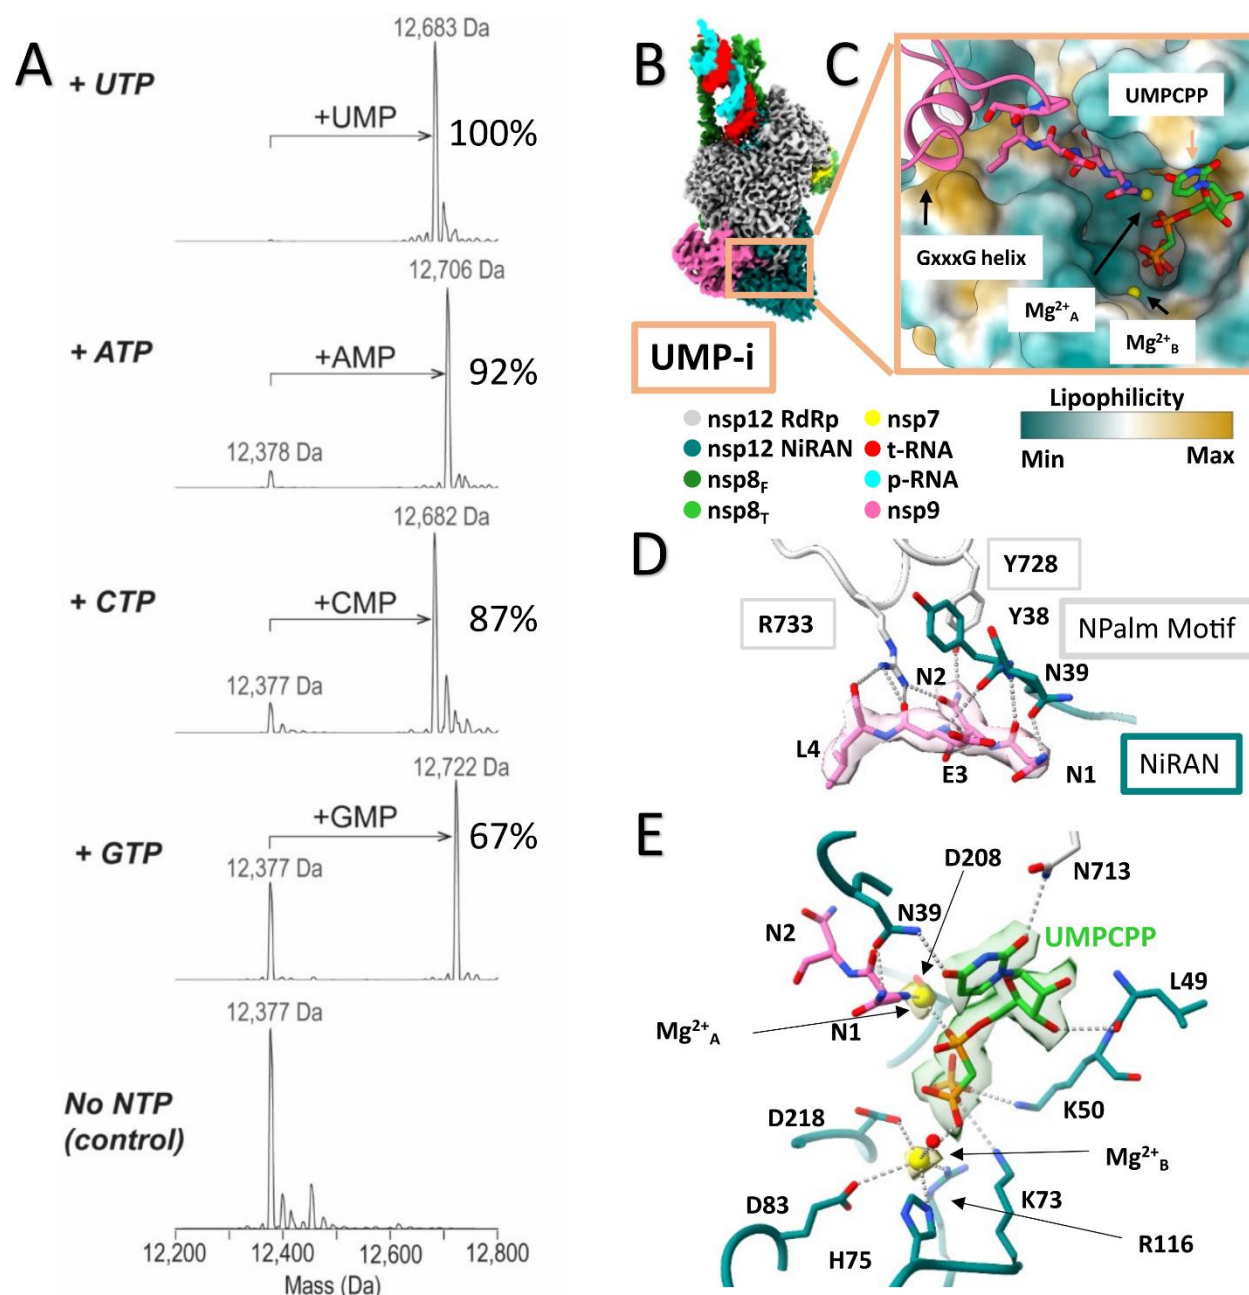 A
12,683 Da
+ UTP
+UMP
100%
12,706 Da
+ ATP
+AMP
92%
12,378 Da
12,682 Da
+ CTP
+CMP
87%
12,377 Da
12,722 Da
+ GTP
+GMP
67%
12,377 Da
12,377 Da
No NTP
(control)
12,200 12,400 12,600 12,800
Mass (Da)
B
UMP-i
nsp12 RdRp
nsp12 NiRAN
nsp8F
nsp8T
nsp7
t-RNA
p-RNA
nsp9
C
UMPCPP
GxxxG helix
Mg2+A
Mg2+B
Lipophilicity
Min Max
D
Y728
R733
Y38
NPalm Motif
N2
N39
L4
E3
N1
NiRAN
E
D208
N713
N39
N2
UMPCPP
L49
N1
Mg2+A
K50
D218
Mg2+B
D83
K73
H75
R116